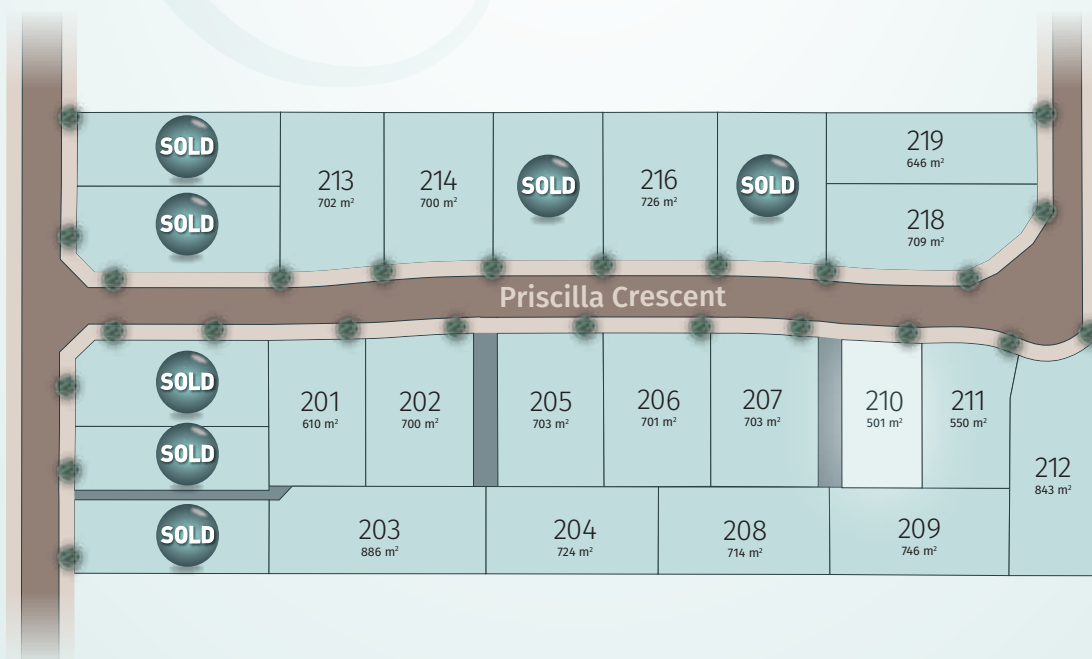 SOLD
SOLD
213
702 m²
214
700 m²
SOLD
216
726 m²
SOLD
219
646 m²
218
709 m²
Priscilla Crescent
SOLD
SOLD
SOLD
201
610 m²
202
700 m²
205
703 m²
206
701 m²
207
703 m²
210
501 m²
211
550 m²
212
843 m²
203
886 m²
204
724 m²
208
714 m²
209
746 m²